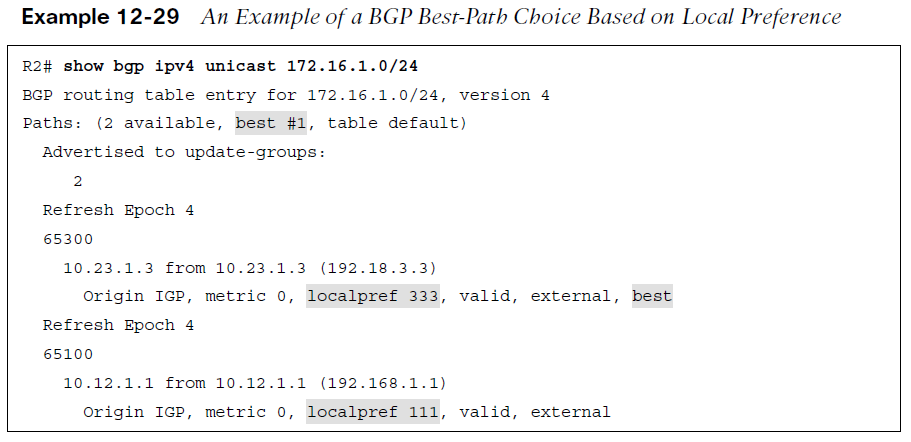 Example 12-29 An Example of a BGP Best-Path Choice Based on Local Preference
R2# show bgp ipv4 unicast 172.16.1.0/24
BGP routing table entry for 172.16.1.0/24, version 4
Paths: (2 available, best #1, table default)
Advertised to update-groups:
2
Refresh Epoch 4
65300
10.23.1.3 from 10.23.1.3 (192.18.3.3)
Origin IGP, metric 0, localpref 333, valid, external, best
Refresh Epoch 4
65100
10.12.1.1 from 10.12.1.1 (192.168.1.1)
Origin IGP, metric 0, localpref 111, valid, external